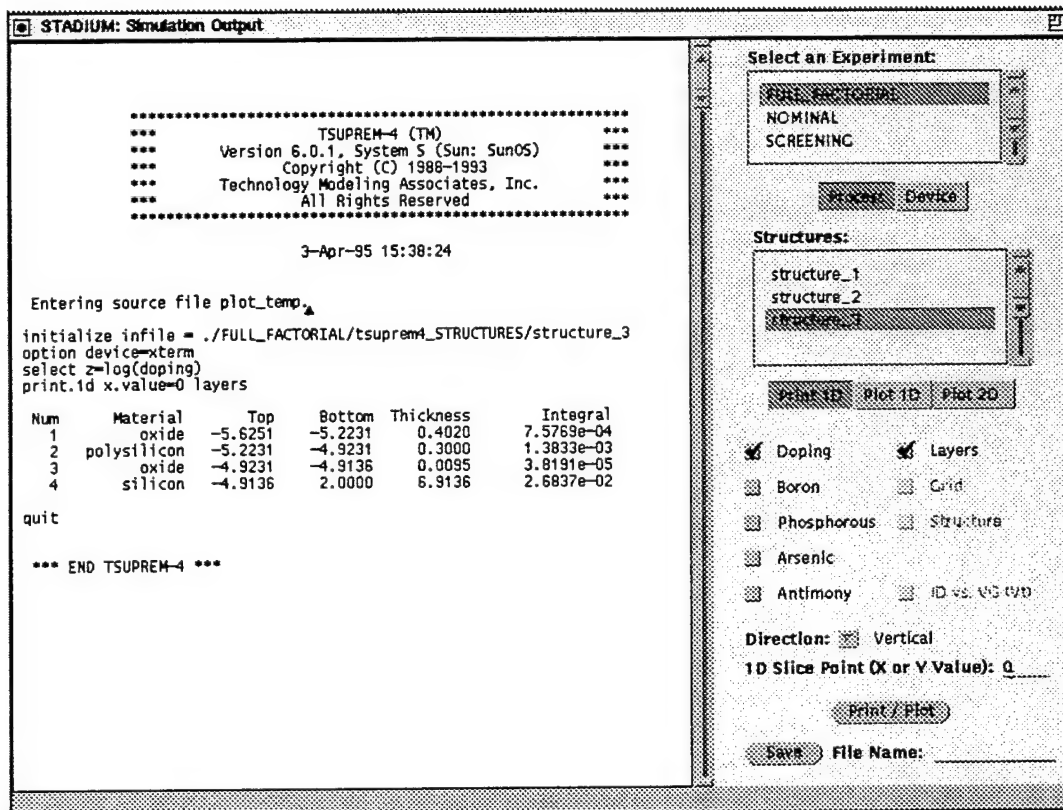 STADIUM: Simulation Output
*********************************************************
*** TSUPREM-4 (TM) ***
*** Version 6.0.1, System S (Sun: SunOS) ***
*** Copyright (C) 1988-1993 ***
*** Technology Modeling Associates, Inc. ***
*** All Rights Reserved ***
*********************************************************
3-Apr-95 15:38:24
Entering source file plot_temp.
initialize infile = ./FULL_FACTORIAL/tsuprem4_STRUCTURES/structure_3
option device=xterm
select z=log(doping)
print.1d x.value=0 layers
Num Material Top Bottom Thickness Integral
1 oxide -5.6251 -5.2231 0.4020 7.5769e-04
2 polysilicon -5.2231 -4.9231 0.3000 1.3833e-03
3 oxide -4.9231 -4.9136 0.0095 3.8191e-05
4 silicon -4.9136 2.0000 6.9136 2.6837e-02
quit
*** END TSUPREM-4 ***
Select an Experiment:
FULL_FACTORIAL
NOMINAL
SCREENING
Process Device
Structures:
structure_1
structure_2
structure_3
Print 1D Plot 1D Plot 2D
Doping Layers
Boron Grid
Phosphorous Structure
Arsenic
Antimony ID vs. VG (Vt)
Direction: Vertical
1D Slice Point (X or Y Value): 0
Print / Plot
Save File Name: